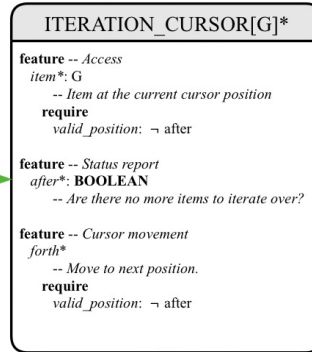 ITERATION_CURSOR[G]*
feature -- Access
item*: G
-- Item at the current cursor position
require
valid_position: ¬ after
feature -- Status report
after*: BOOLEAN
-- Are there no more items to iterate over?
feature -- Cursor movement
forth*
-- Move to next position.
require
valid_position: ¬ after